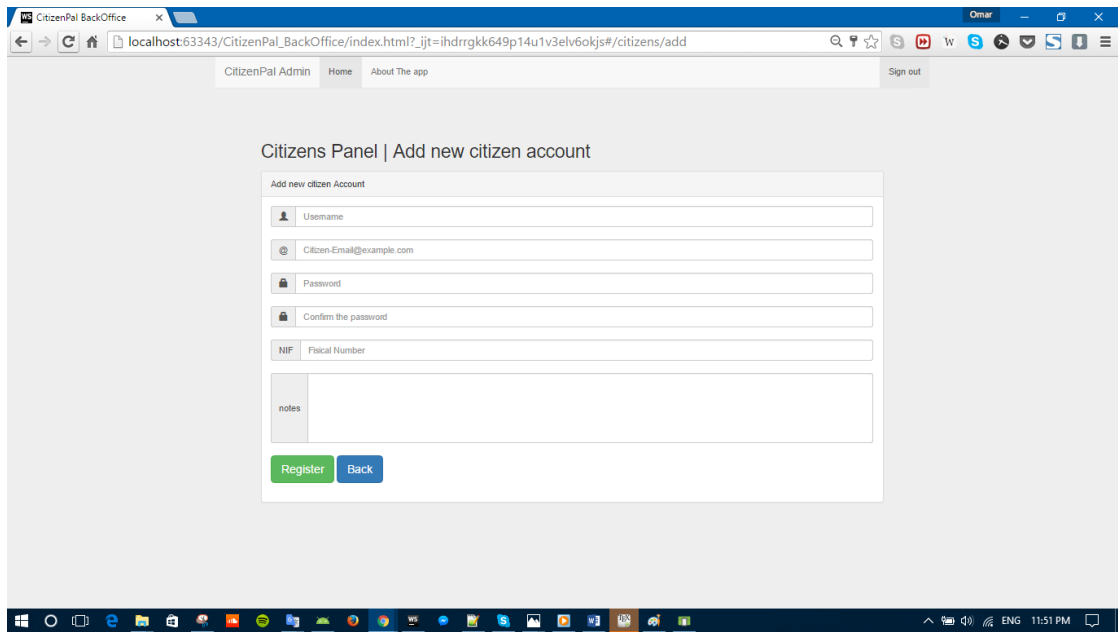 WS CitizenPal BackOffice
Omar
localhost:63343/CitizenPal_BackOffice/index.html?_ijt=ihdrrgkk649p14u1v3elv6okjs#/citizens/add
CitizenPal Admin Home About The app Sign out
Citizens Panel | Add new citizen account
Add new citizen Account
Username
@ Citizen-Email@example.com
Password
Confirm the password
NIF Fisical Number
notes
Register Back
ENG 11:51 PM